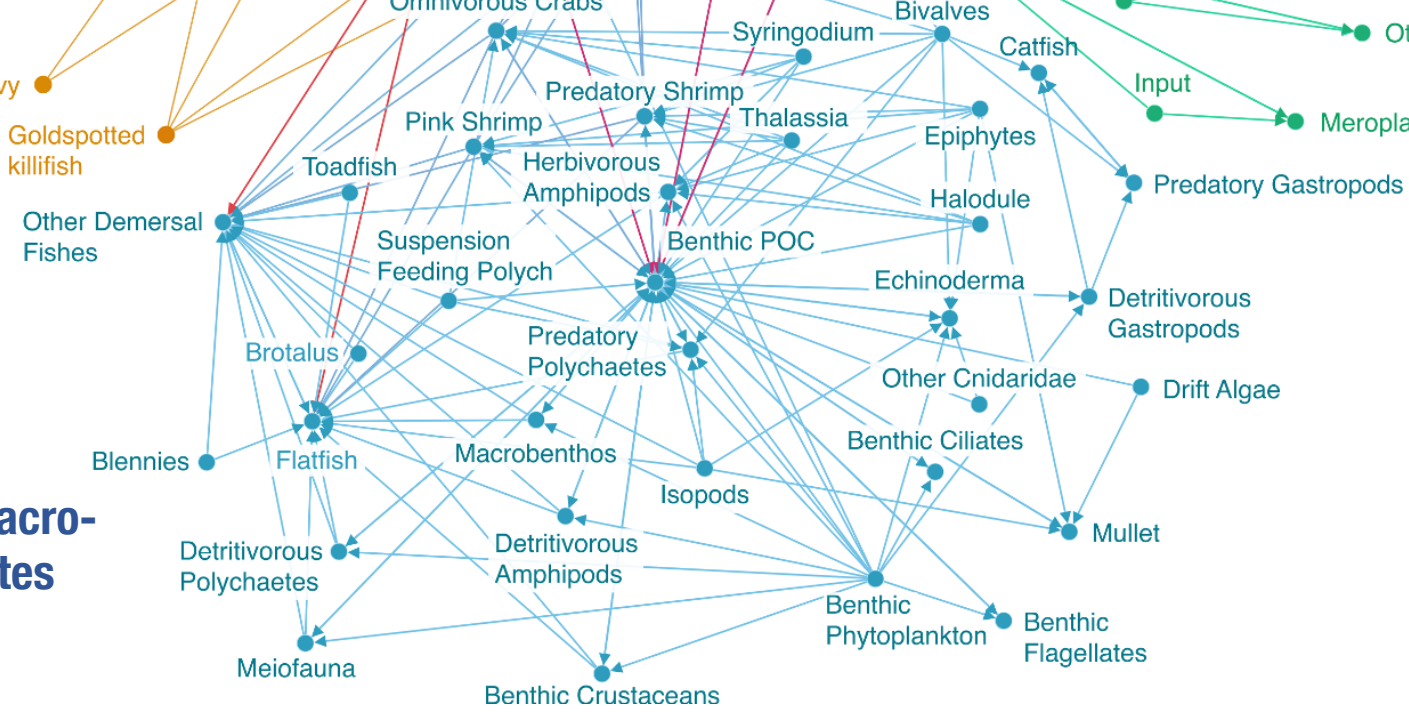 Omnivorous Crabs
Bivalves
Syringodium
Catfish
Input
vy
Predatory Shrimp
Pink Shrimp
Thalassia
Goldspotted
killifish
Epiphytes
Toadfish
Herbivorous
Amphipods
Predatory Gastropods
Halodule
Other Demersal
Fishes
Suspension
Feeding Polych
Benthic POC
Echinoderma
Detritivorous
Gastropods
Predatory
Polychaetes
Brotalus
Other Cnidaridae
Drift Algae
Benthic Ciliates
Blennies
Flatfish
Macrobenthos
Isopods
acro-
tes
Mullet
Detritivorous
Polychaetes
Detritivorous
Amphipods
Benthic
Phytoplankton
Benthic
Flagellates
Meiofauna
Benthic Crustaceans
Ot
Meropla